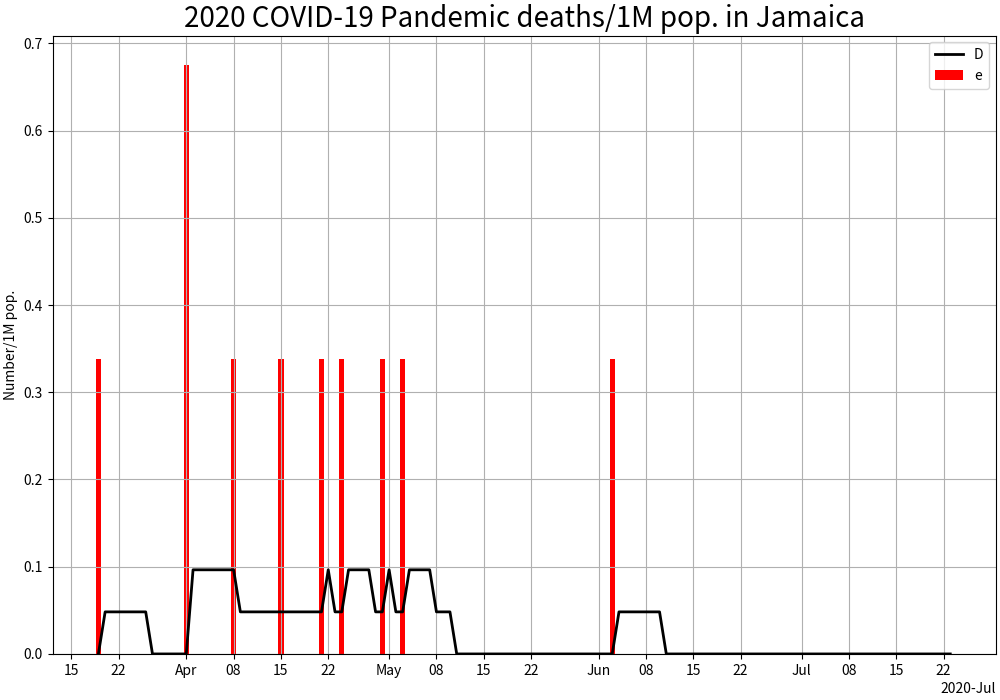 2020 COVID-19 Pandemic deaths/1M pop. in Jamaica
D
e
Number/1M pop.
0.7
0.6
0.5
0.4
0.3
0.2
0.1
0.0
15 22 Apr 08 15 22 May 08 15 22 Jun 08 15 22 Jul 08 15 22
2020-Jul